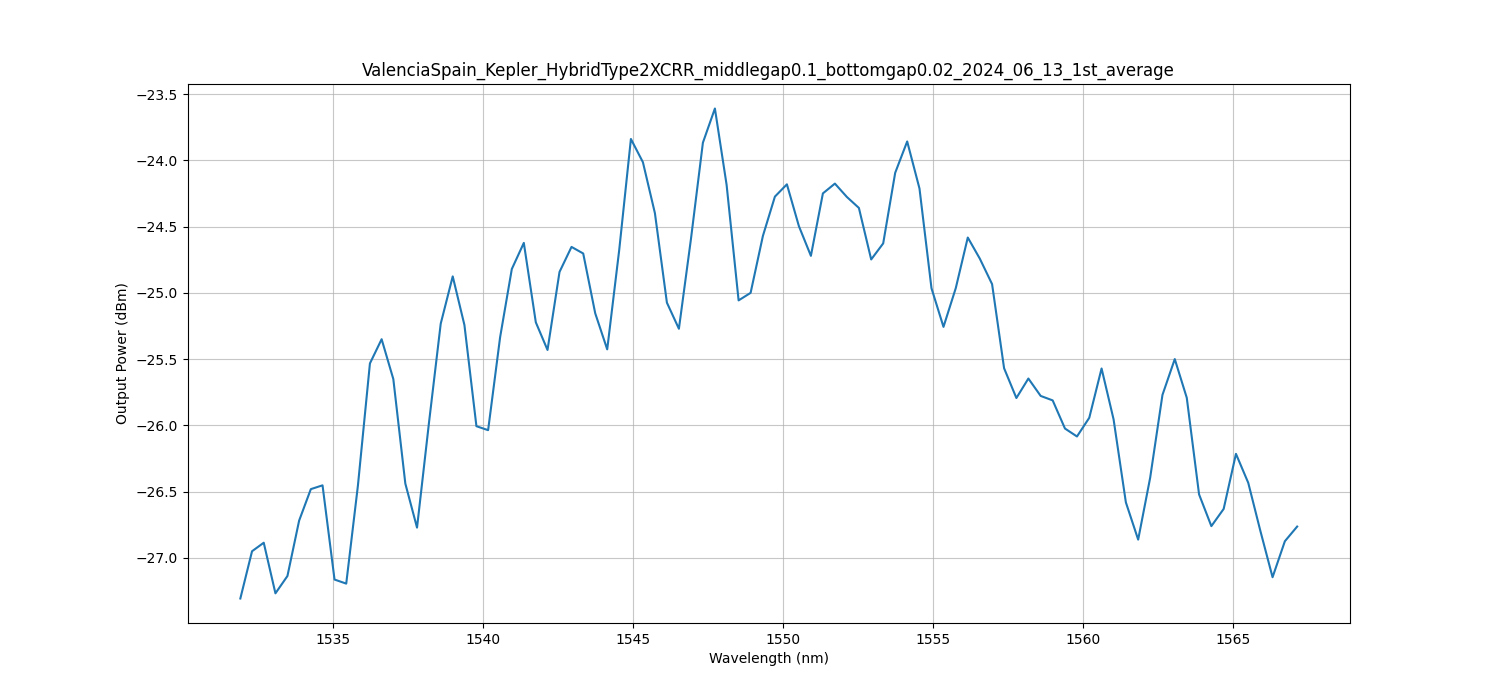 ValenciaSpain_Kepler_HybridType2XCRR_middlegap0.1_bottomgap0.02_2024_06_13_1st_average
−23.5
−24.0
−24.5
−25.0
−25.5
−26.0
−26.5
−27.0
Output Power (dBm)
1535 1540 1545 1550 1555 1560 1565
Wavelength (nm)